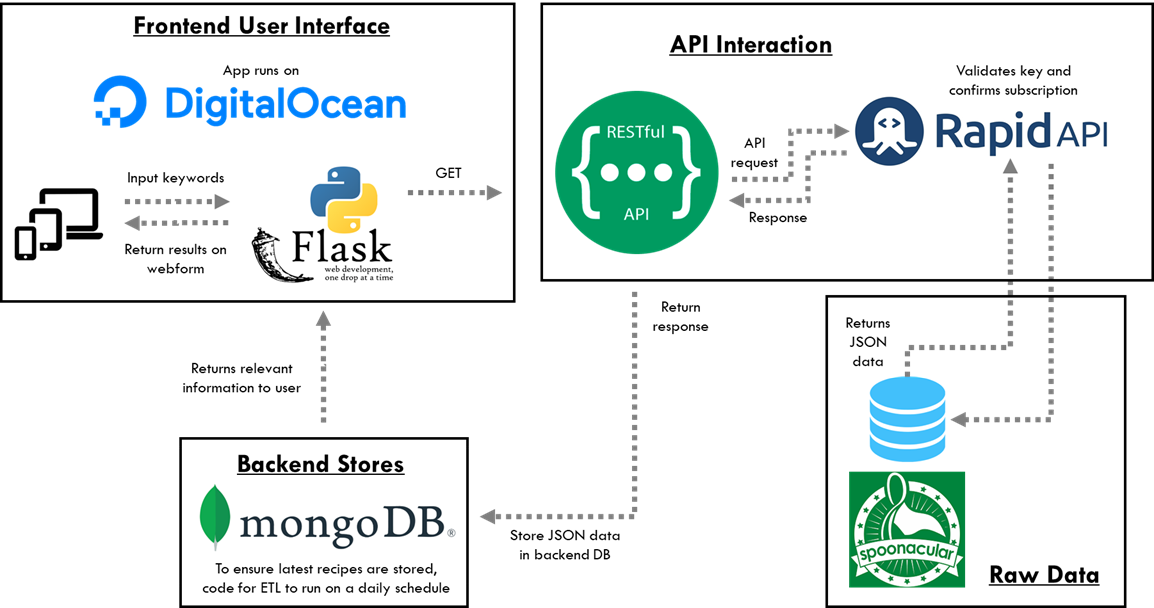 Frontend User Interface
App runs on
DigitalOcean
Input keywords
Return results on
webform
Flask
web development,
one drop at a time
GET
API Interaction
RESTful
API
API
request
Response
Validates key and
confirms subscription
Rapid API
Return
response
Returns
JSON
data
spoonacular
Raw Data
Returns relevant
information to user
Backend Stores
mongoDB®
To ensure latest recipes are stored,
code for ETL to run on a daily schedule
Store JSON data
in backend DB